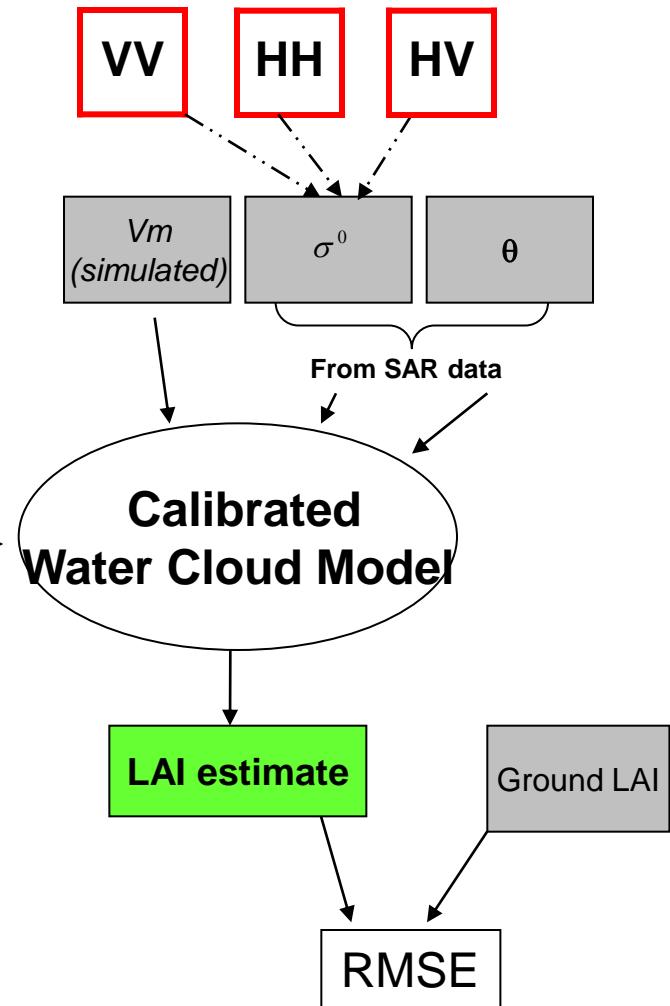 VV HH HV
Vm
(simulated)
σ⁰
θ
From SAR data
Calibrated
Water Cloud Model
LAI estimate
Ground LAI
RMSE